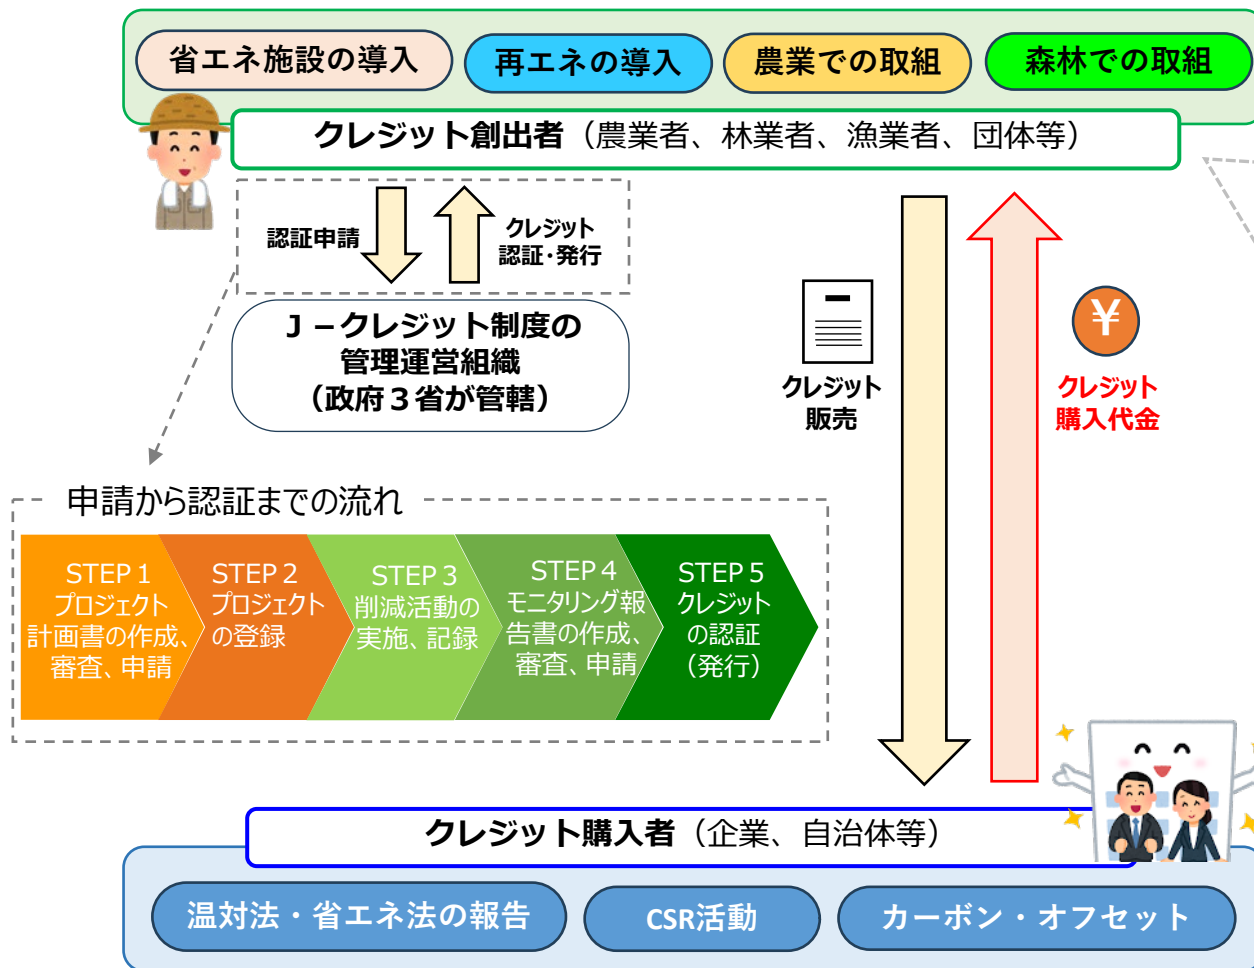 省エネ施設の導入
再エネの導入
農業での取組
森林での取組
クレジット創出者（農業者、林業者、漁業者、団体等）
認証申請
クレジット
認証・発行
Ｊ－クレジット制度の
管理運営組織
（政府３省が管轄）
クレジット
販売
¥
クレジット
購入代金
申請から認証までの流れ
STEP１
プロジェクト
計画書の作成、
審査、申請
STEP２
プロジェクト
の登録
STEP３
削減活動の
実施、記録
STEP４
モニタリング報
告書の作成、
審査、申請
STEP５
クレジット
の認証
（発行）
クレジット購入者（企業、自治体等）
温対法・省エネ法の報告
CSR活動
カーボン・オフセット